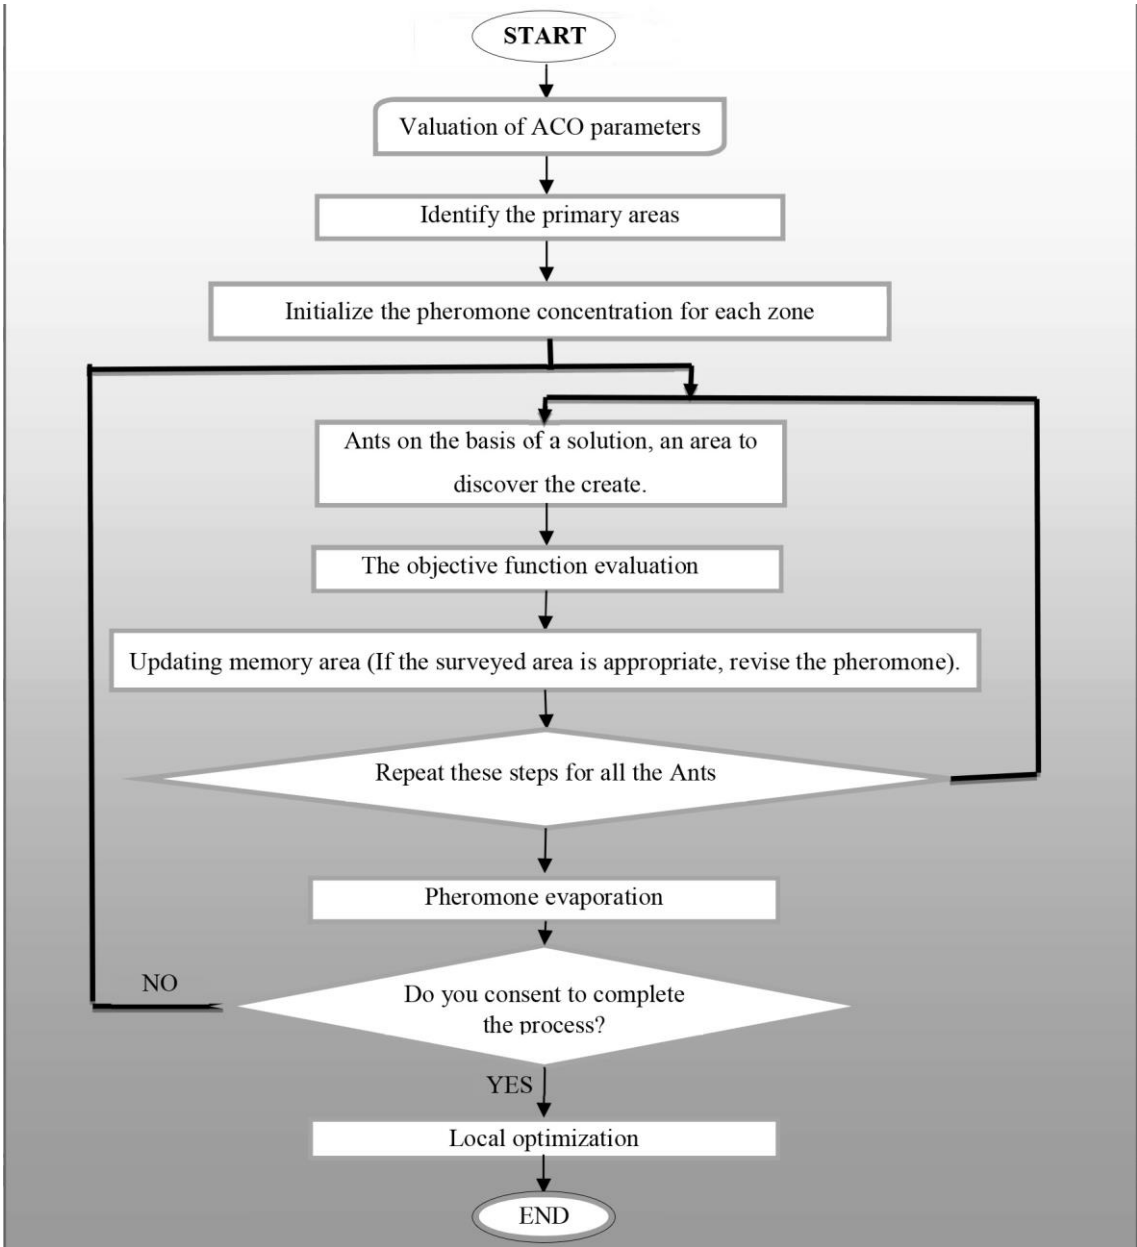 START
Valuation of ACO parameters
Identify the primary areas
Initialize the pheromone concentration for each zone
Ants on the basis of a solution, an area to
discover the create.
The objective function evaluation
Updating memory area (If the surveyed area is appropriate, revise the pheromone).
Repeat these steps for all the Ants
Pheromone evaporation
NO
Do you consent to complete
the process?
YES
Local optimization
END